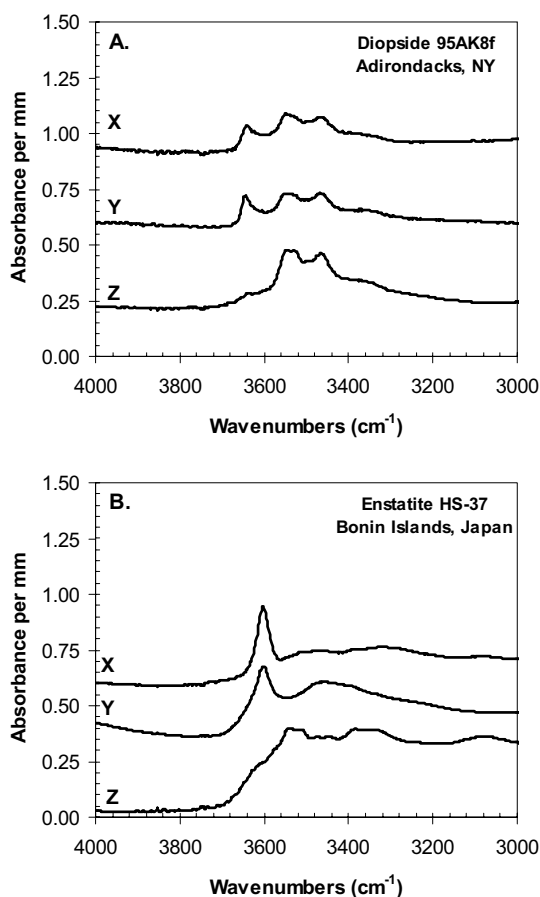 A.
Diopside 95AK8f
Adirondacks, NY
1.50
1.25
1.00
0.75
0.50
0.25
0.00
Absorbance per mm
X
Y
Z
4000 3800 3600 3400 3200 3000
Wavenumbers (cm-1)
B.
Enstatite HS-37
Bonin Islands, Japan
1.50
1.25
1.00
0.75
0.50
0.25
0.00
Absorbance per mm
X
Y
Z
4000 3800 3600 3400 3200 3000
Wavenumbers (cm-1)